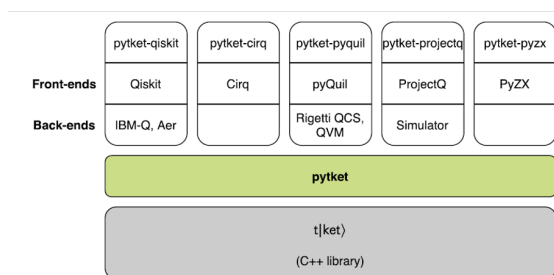 pytket-qiskit pytket-cirq pytket-pyquil pytket-projectq pytket-pyzx
Front-ends Qiskit Cirq pyQuil ProjectQ PyZX
Back-ends IBM-Q, Aer Rigetti QCS, Simulator
QVM
pytket
t|ket⟩
(C++ library)